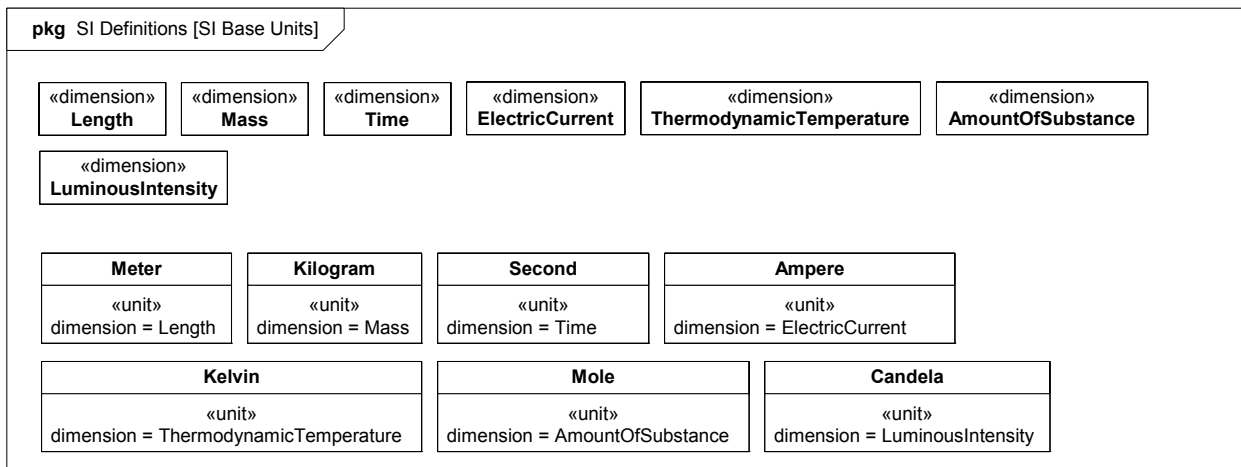 pkg SI Definitions [SI Base Units]
«dimension» «dimension» «dimension» «dimension» «dimension» «dimension»
Length Mass Time ElectricCurrent ThermodynamicTemperature AmountOfSubstance
«dimension»
LuminousIntensity
Meter Kilogram Second Ampere
«unit» «unit» «unit» «unit»
dimension = Length dimension = Mass dimension = Time dimension = ElectricCurrent
Kelvin Mole Candela
«unit» «unit» «unit»
dimension = ThermodynamicTemperature dimension = AmountOfSubstance dimension = LuminousIntensity